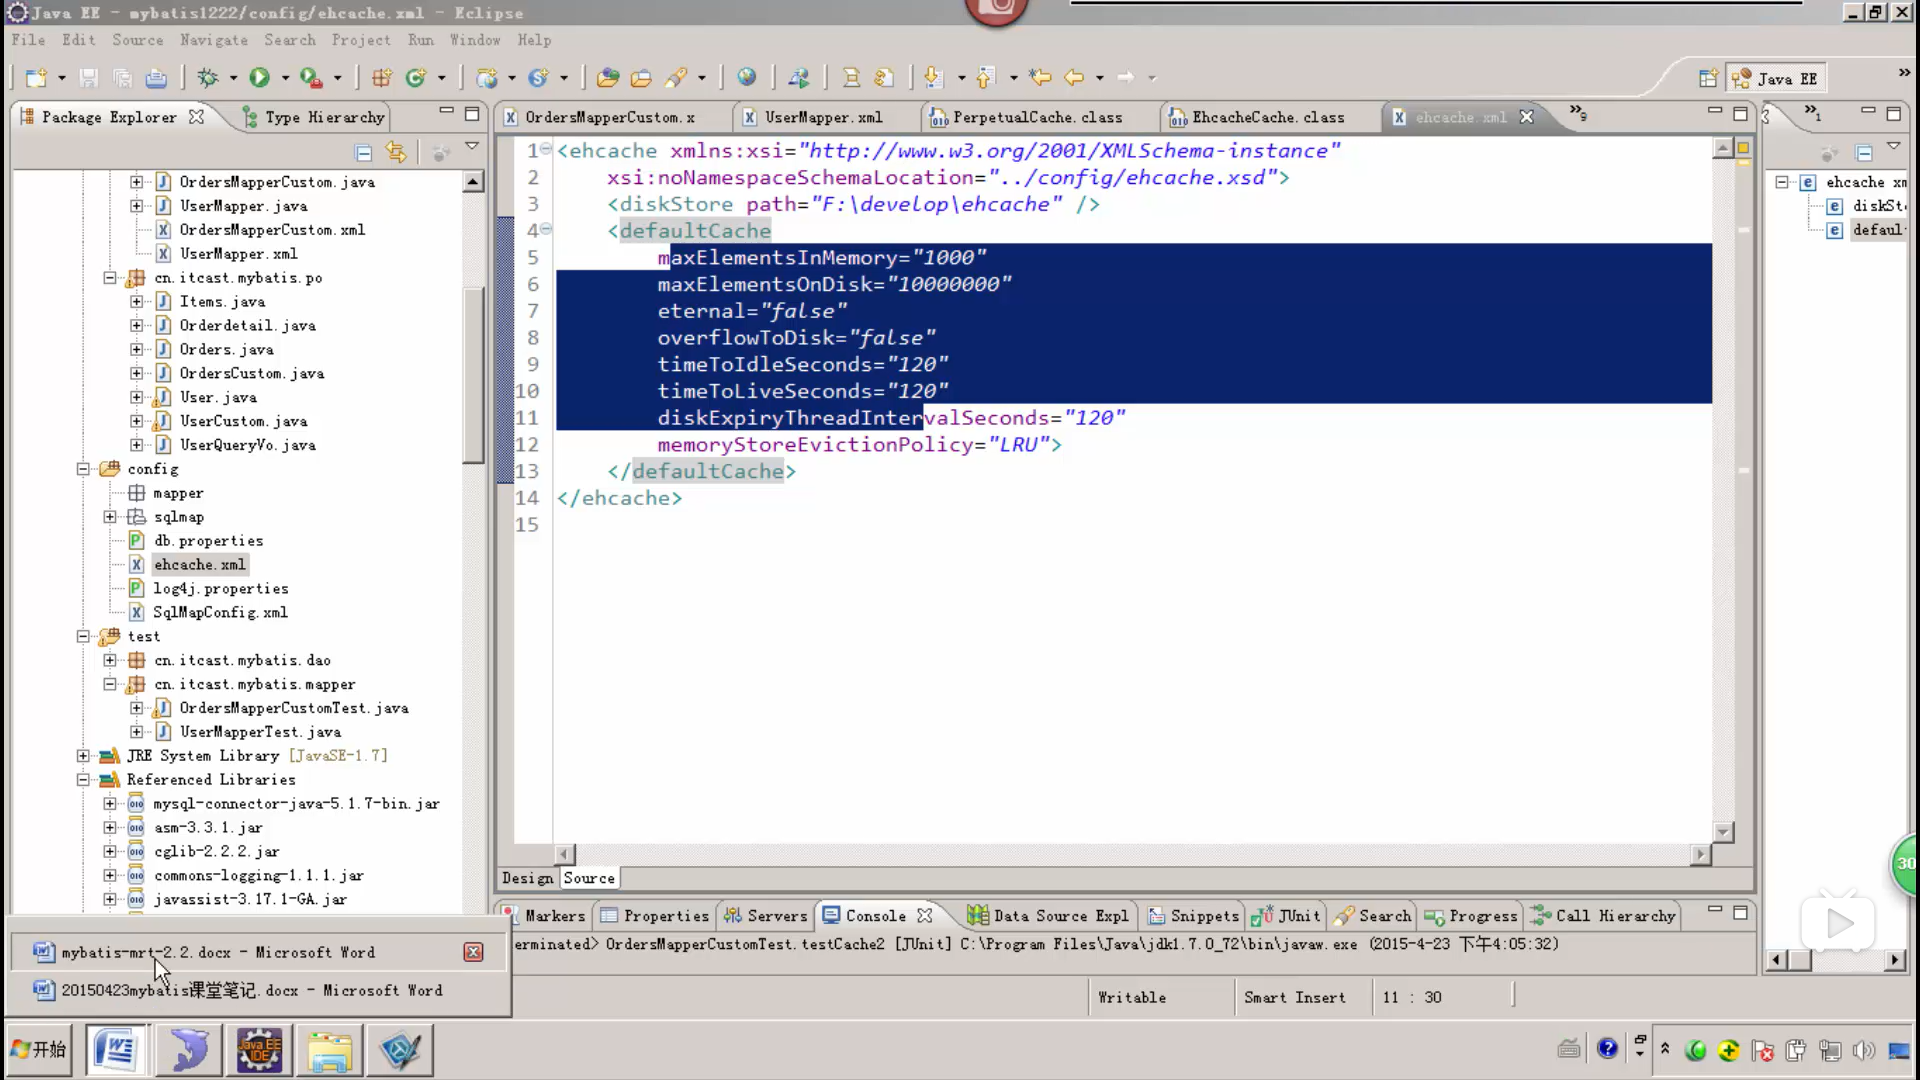 Java EE - mybatis1222/config/ehcache.xml - Eclipse
File Edit Source Navigate Search Project Run Window Help
Java EE
Package Explorer Type Hierarchy
OrdersMapperCustom.x UserMapper.xml PerpetualCache.class EhcacheCache.class ehcache.xml
»9
»1
OrdersMapperCustom.java
UserMapper.java
OrdersMapperCustom.xml
UserMapper.xml
cn.itcast.mybatis.po
Items.java
Orderdetail.java
Orders.java
OrdersCustom.java
User.java
UserCustom.java
UserQueryVo.java
config
mapper
sqlmap
db.properties
ehcache.xml
log4j.properties
SqlMapConfig.xml
test
cn.itcast.mybatis.dao
cn.itcast.mybatis.mapper
OrdersMapperCustomTest.java
UserMapperTest.java
JRE System Library [JavaSE-1.7]
Referenced Libraries
mysql-connector-java-5.1.7-bin.jar
asm-3.3.1.jar
cglib-2.2.2.jar
commons-logging-1.1.1.jar
javassist-3.17.1-GA.jar
1 <ehcache xmlns:xsi="http://www.w3.org/2001/XMLSchema-instance"
2 xsi:noNamespaceSchemaLocation="../config/ehcache.xsd">
3 <diskStore path="F:\develop\ehcache" />
4 <defaultCache
5 maxElementsInMemory="1000"
6 maxElementsOnDisk="10000000"
7 eternal="false"
8 overflowToDisk="false"
9 timeToIdleSeconds="120"
10 timeToLiveSeconds="120"
11 diskExpiryThreadIntervalSeconds="120"
12 memoryStoreEvictionPolicy="LRU">
13 </defaultCache>
14 </ehcache>
15
ehcache xm
diskSt
defaul
Design Source
Markers Properties Servers Console Data Source Expl Snippets JUnit Search Progress Call Hierarchy
erminated> OrdersMapperCustomTest.testCache2 [JUnit] C:\Program Files\Java\jdk1.7.0_72\bin\javaw.exe (2015-4-23 下午4:05:32)
Writable Smart Insert 11 : 30
30
mybatis-mrt-2.2.docx - Microsoft Word
20150423mybatis课堂笔记.docx - Microsoft Word
开始
Java EE
IDE